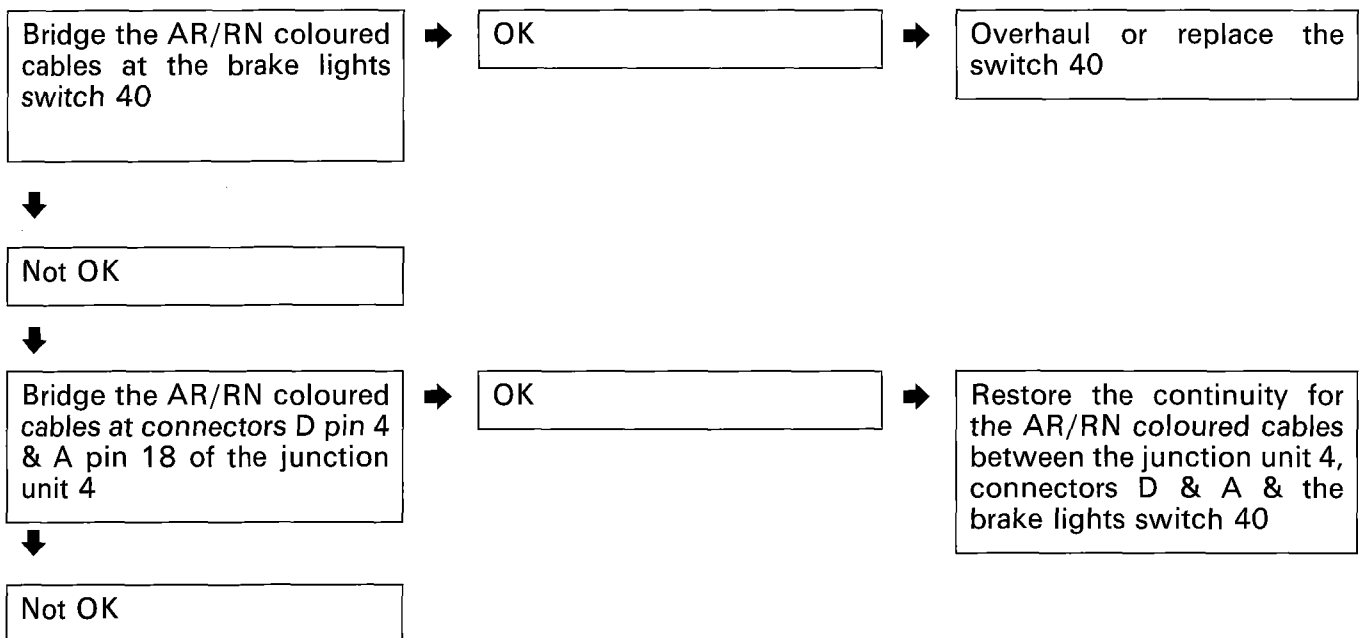 Bridge the AR/RN coloured
cables at the brake lights
switch 40
OK
Overhaul or replace the
switch 40
Not OK
Bridge the AR/RN coloured
cables at connectors D pin 4
& A pin 18 of the junction
unit 4
OK
Restore the continuity for
the AR/RN coloured cables
between the junction unit 4,
connectors D & A & the
brake lights switch 40
Not OK